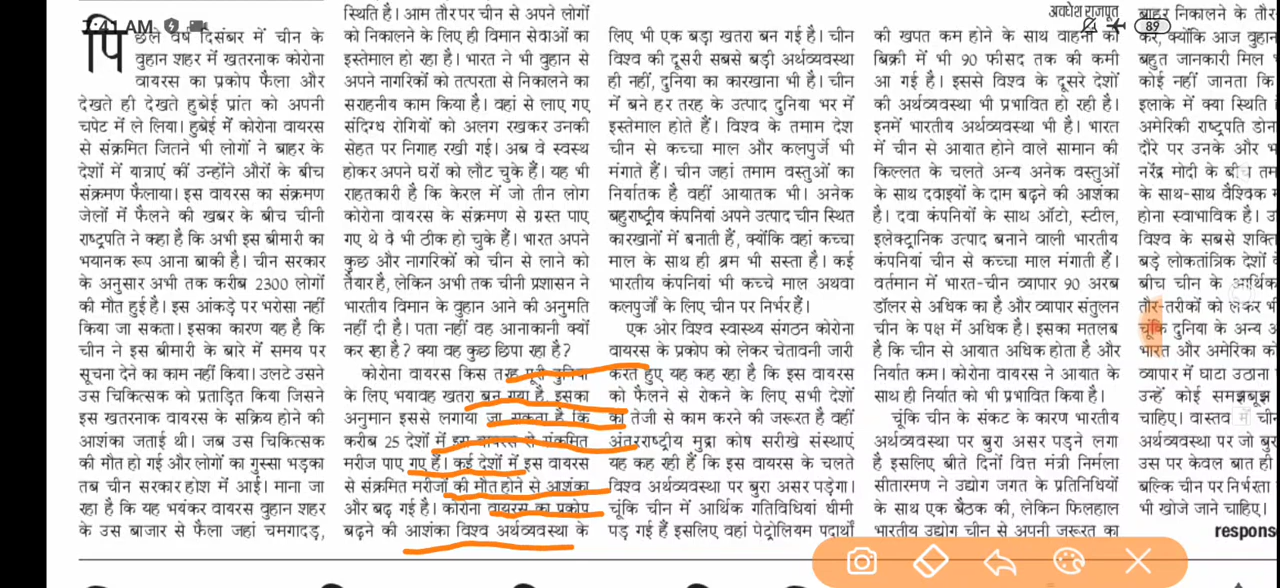 7:41 AM
89
अवधेश राजपूत
पिछले वर्ष दिसंबर में चीन के
वुहान शहर में खतरनाक कोरोना
वायरस का प्रकोप फैला और
देखते ही देखते हुबेई प्रांत को अपनी
चपेट में ले लिया। हुबेई में कोरोना वायरस
से संक्रमित जितने भी लोगों ने बाहर के
देशों में यात्राएं कीं उन्होंने औरों के बीच
संक्रमण फैलाया। इस वायरस का संक्रमण
जेलों में फैलने की खबर के बीच चीनी
राष्ट्रपति ने कहा है कि अभी इस बीमारी का
भयानक रूप आना बाकी है। चीन सरकार
के अनुसार अभी तक करीब 2300 लोगों
की मौत हुई है। इस आंकड़े पर भरोसा नहीं
किया जा सकता। इसका कारण यह है कि
चीन ने इस बीमारी के बारे में समय पर
सूचना देने का काम नहीं किया। उलटे उसने
उस चिकित्सक को प्रताड़ित किया जिसने
इस खतरनाक वायरस के सक्रिय होने की
आशंका जताई थी। जब उस चिकित्सक
की मौत हो गई और लोगों का गुस्सा भड़का
तब चीन सरकार होश में आई। माना जा
रहा है कि यह भयंकर वायरस वुहान शहर
के उस बाजार से फैला जहां चमगादड़,
स्थिति है। आम तौर पर चीन से अपने लोगों
को निकालने के लिए ही विमान सेवाओं का
इस्तेमाल हो रहा है। भारत ने भी वुहान से
अपने नागरिकों को तत्परता से निकालने का
सराहनीय काम किया है। वहां से लाए गए
संदिग्ध रोगियों को अलग रखकर उनकी
सेहत पर निगाह रखी गई। अब वे स्वस्थ
होकर अपने घरों को लौट चुके हैं। यह भी
राहतकारी है कि केरल में जो तीन लोग
कोरोना वायरस के संक्रमण से ग्रस्त पाए
गए थे वे भी ठीक हो चुके हैं। भारत अपने
कुछ और नागरिकों को चीन से लाने को
तैयार है, लेकिन अभी तक चीनी प्रशासन ने
भारतीय विमान के वुहान आने की अनुमति
नहीं दी है। पता नहीं वह आनाकानी क्यों
कर रहा है? क्या वह कुछ छिपा रहा है?
कोरोना वायरस किस तरह पूरी दुनिया
के लिए भयावह खतरा बन गया है, इसका
अनुमान इससे लगाया जा सकता है कि
करीब 25 देशों में इस वायरस से संक्रमित
मरीज पाए गए हैं। कई देशों में इस वायरस
से संक्रमित मरीजों की मौत होने से आशंका
और बढ़ गई है। कोरोना वायरस का प्रकोप
बढ़ने की आशंका विश्व अर्थव्यवस्था के
लिए भी एक बड़ा खतरा बन गई है। चीन
विश्व की दूसरी सबसे बड़ी अर्थव्यवस्था
ही नहीं, दुनिया का कारखाना भी है। चीन
में बने हर तरह के उत्पाद दुनिया भर में
इस्तेमाल होते हैं। विश्व के तमाम देश
चीन से कच्चे माल और कलपुर्जे भी
मंगाते हैं। चीन जहां तमाम वस्तुओं का
निर्यातक है वहीं आयातक भी। अनेक
बहुराष्ट्रीय कंपनियां अपने उत्पाद चीन स्थित
कारखानों में बनाती हैं, क्योंकि वहां कच्चा
माल के साथ ही श्रम भी सस्ता है। कई
भारतीय कंपनियां भी कच्चे माल अथवा
कलपुर्जों के लिए चीन पर निर्भर हैं।
एक ओर विश्व स्वास्थ्य संगठन कोरोना
वायरस के प्रकोप को लेकर चेतावनी जारी
करते हुए यह कह रहा है कि इस वायरस
को फैलने से रोकने के लिए सभी देशों
को तेजी से काम करने की जरूरत है वहीं
अंतरराष्ट्रीय मुद्रा कोष सरीखे संस्थाएं
यह कह रही हैं कि इस वायरस के चलते
विश्व अर्थव्यवस्था पर बुरा असर पड़ेगा।
चूंकि चीन में आर्थिक गतिविधियां धीमी
पड़ गई हैं इसलिए वहां पेट्रोलियम पदार्थों
की खपत कम होने के साथ वाहनों की
बिक्री में भी 90 फीसद तक की कमी
आ गई है। इससे विश्व के दूसरे देशों
की अर्थव्यवस्था भी प्रभावित हो रही है।
इनमें भारतीय अर्थव्यवस्था भी है। भारत
में चीन से आयात होने वाले सामान की
किल्लत के चलते अन्य अनेक वस्तुओं
के साथ दवाइयों के दाम बढ़ने की आशंका
है। दवा कंपनियों के साथ ऑटो, स्टील,
इलेक्ट्रानिक उत्पाद बनाने वाली भारतीय
कंपनियां चीन से कच्चा माल मंगाती हैं।
वर्तमान में भारत-चीन व्यापार 90 अरब
डॉलर से अधिक का है और व्यापार संतुलन
चीन के पक्ष में अधिक है। इसका मतलब
है कि चीन से आयात अधिक होता है और
निर्यात कम। कोरोना वायरस ने आयात के
साथ ही निर्यात को भी प्रभावित किया है।
चूंकि चीन के संकट के कारण भारतीय
अर्थव्यवस्था पर बुरा असर पड़ने लगा
है इसलिए बीते दिनों वित्त मंत्री निर्मला
सीतारमण ने उद्योग जगत के प्रतिनिधियों
के साथ एक बैठक की, लेकिन फिलहाल
भारतीय उद्योग चीन से अपनी जरूरत का
बाहर निकालने के तौर
कर, क्योंकि आज वुहान
बहुत जानकारी मिल
कोई नहीं जानता कि
इलाके में क्या स्थिति
अमेरिकी राष्ट्रपति डोन
दौरे पर उनके और भ
नरेंद्र मोदी के बीच तम
के साथ-साथ वैश्विक
होना स्वाभाविक है। उ
विश्व के सबसे शक्ति
बड़े लोकतांत्रिक देशों
बीच चीन के आर्थिक
तौर-तरीकों को लेकर भ
चूंकि दुनिया के अन्य
भारत और अमेरिका को
व्यापार में घाटा उठाना
उन्हें कोई समझबूझ
चाहिए। वास्तव में चीन
अर्थव्यवस्था पर जो बुर
उस पर केवल बात ही
बल्कि चीन पर निर्भरता
भी खोजे जाने चाहिए।
respons